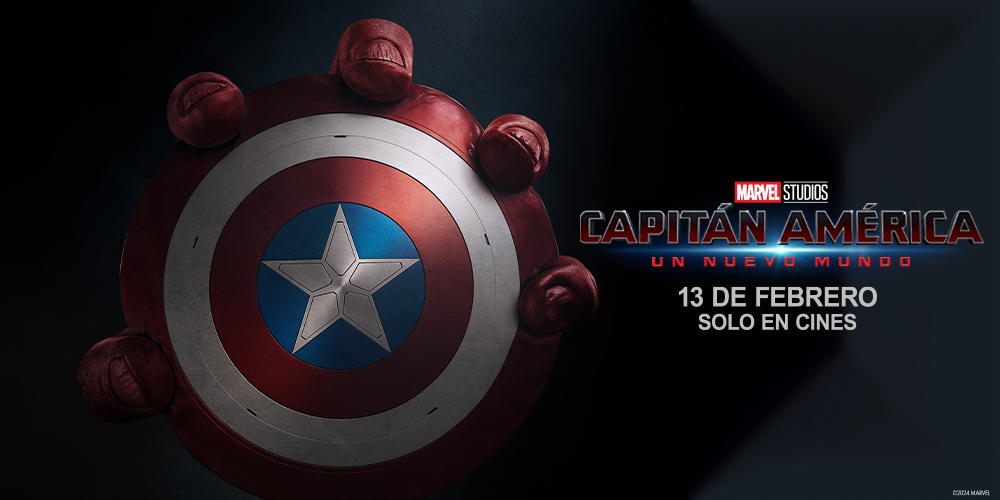 MARVEL STUDIOS
CAPITÁN AMÉRICA
UN NUEVO MUNDO
13 DE FEBRERO
SOLO EN CINES
©2024 MARVEL